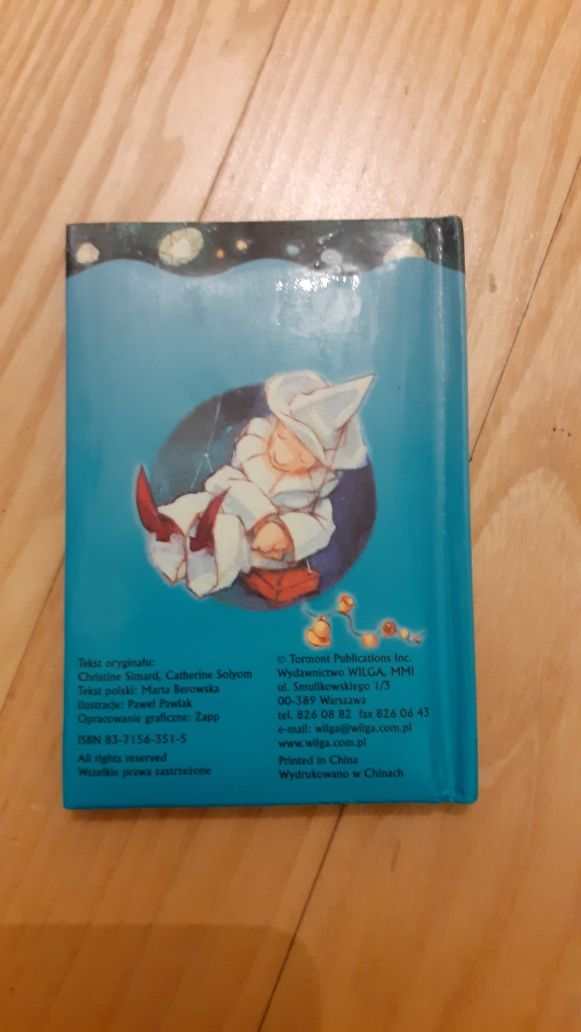 Tekst oryginału:
Christine Simard, Catherine Solyom
Tekst polski: Marta Berowska
Ilustracje: Paweł Pawlak
Opracowanie graficzne: Zapp
ISBN 83-7156-351-5
All rights reserved
Wszelkie prawa zastrzeżone
© Tormont Publications Inc.
Wydawnictwo WILGA, MMI
ul. Smulikowskiego 1/3
00-389 Warszawa
tel. 826 08 82 fax 826 06 43
e-mail: wilga@wilga.com.pl
www.wilga.com.pl
Printed in China
Wydrukowano w Chinach